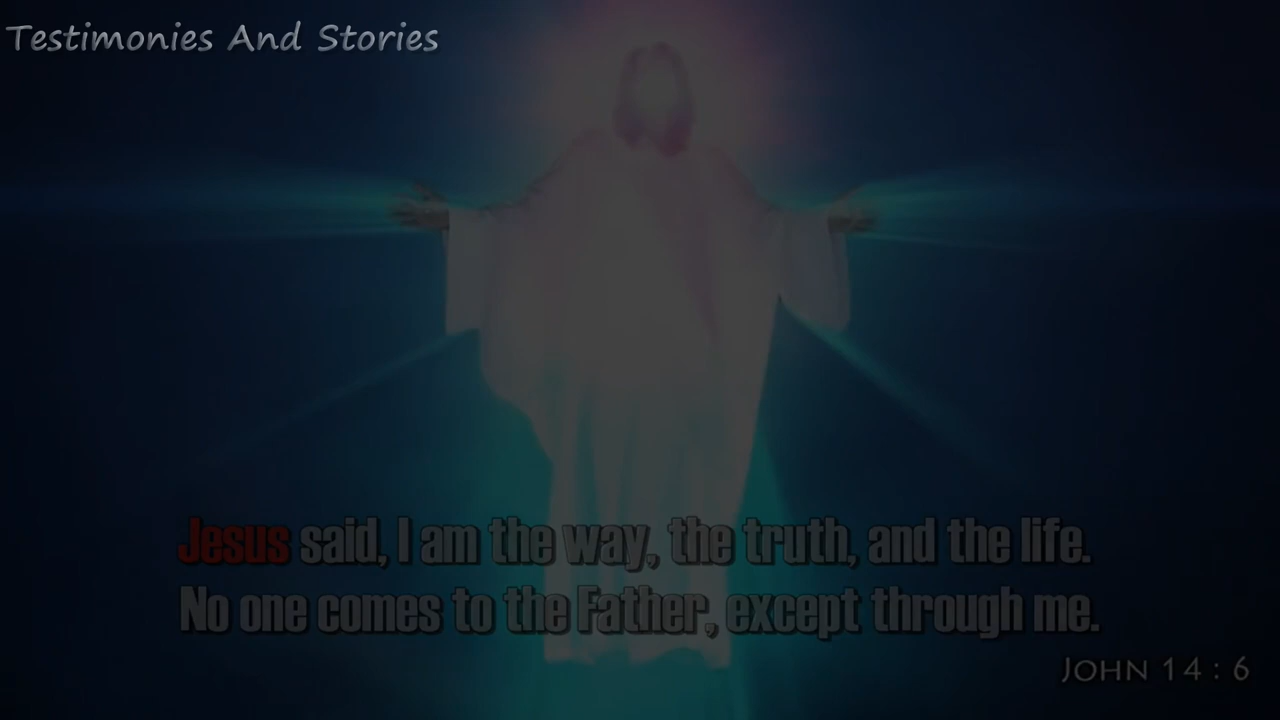 Testimonies And Stories
Jesus said, I am the way, the truth, and the life.
No one comes to the Father, except through me.
John 14 : 6